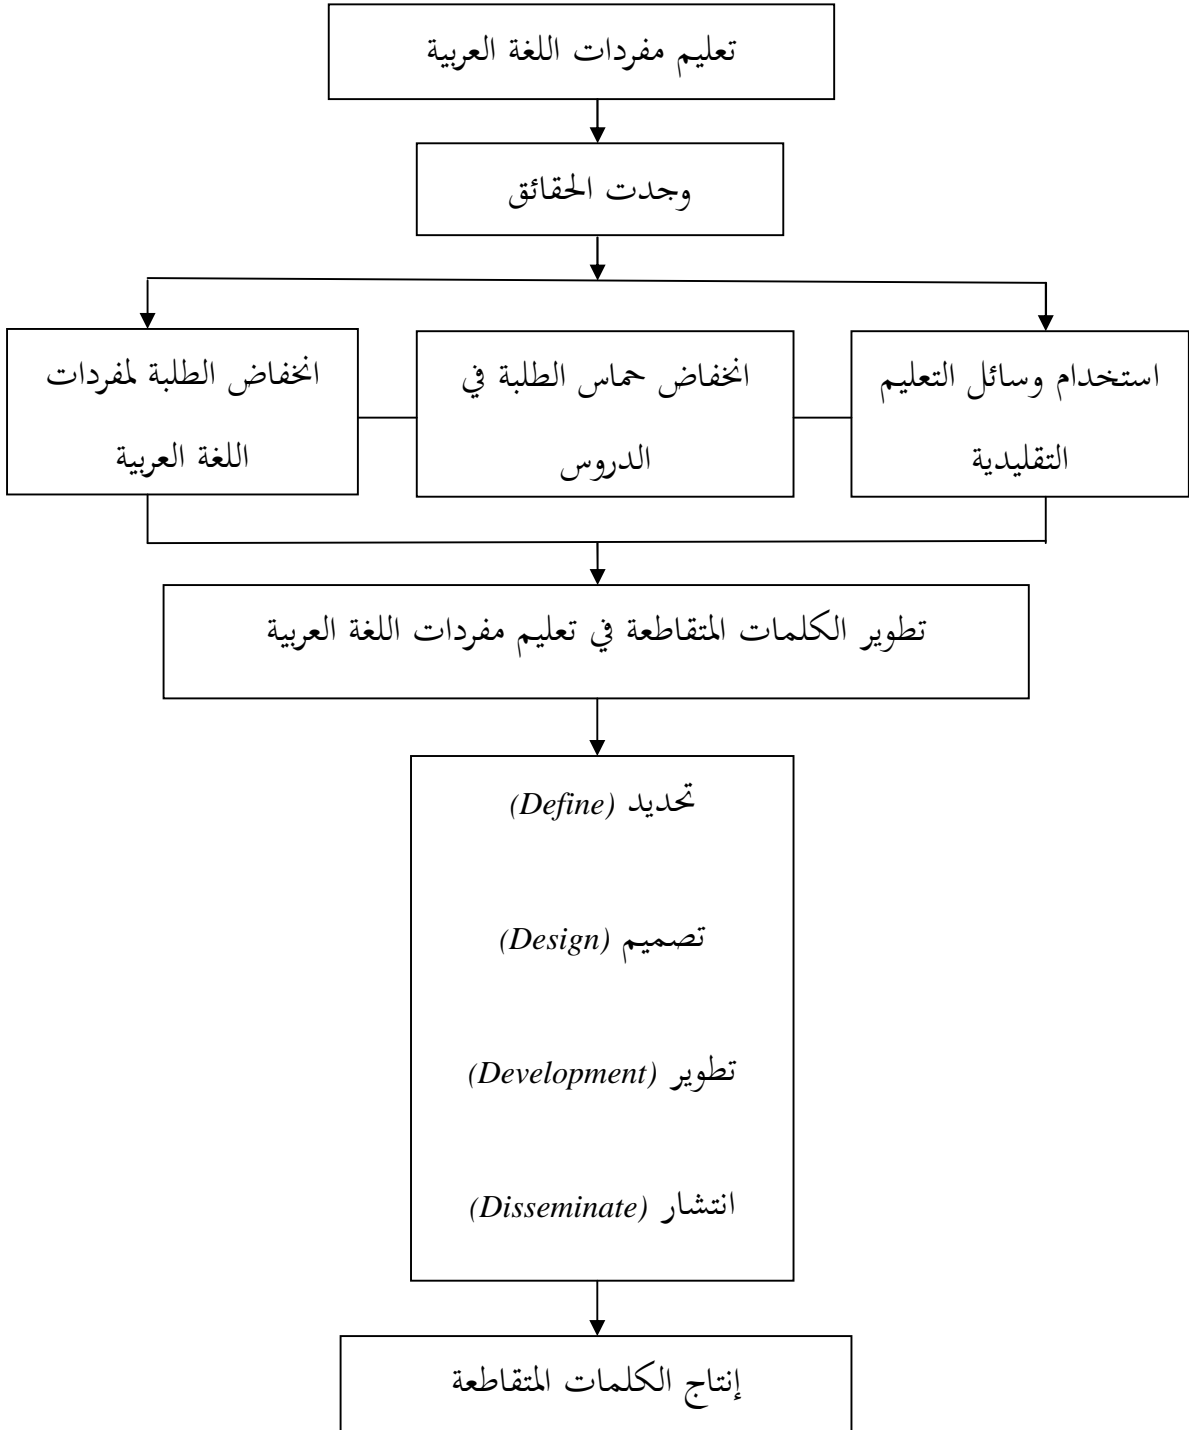 تعليم مفردات اللغة العربية
وجدت الحقائق
استخدام وسائل التعليم
التقليدية
انخفاض حماس الطلبة في
الدروس
انخفاض الطلبة لمفردات
اللغة العربية
تطوير الكلمات المتقاطعة في تعليم مفردات اللغة العربية
تحديد (Define)
تصميم (Design)
تطوير (Development)
انتشار (Disseminate)
إنتاج الكلمات المتقاطعة